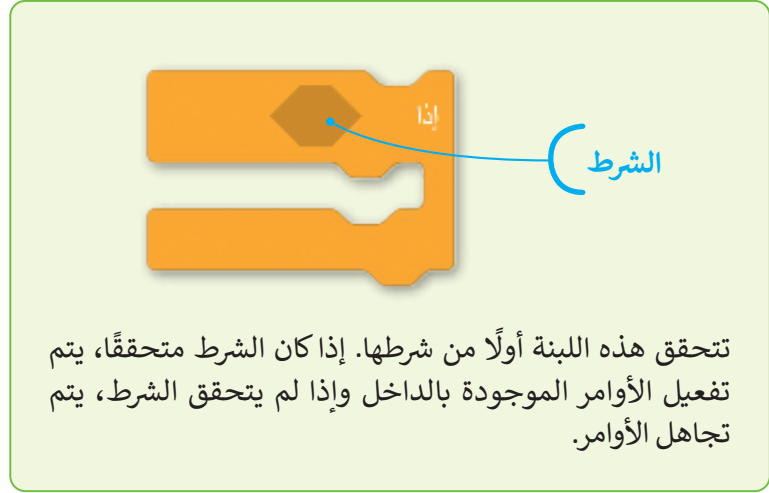 إذا
الشرط
تتحقق هذه اللبنة أولًا من شرطها. إذا كان الشرط متحققًا، يتم
تفعيل الأوامر الموجودة بالداخل وإذا لم يتحقق الشرط، يتم
تجاهل الأوامر.